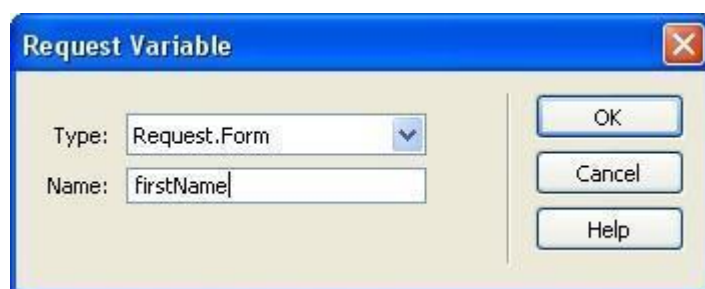 Request Variable
Type: Request.Form
Name: firstName
OK
Cancel
Help